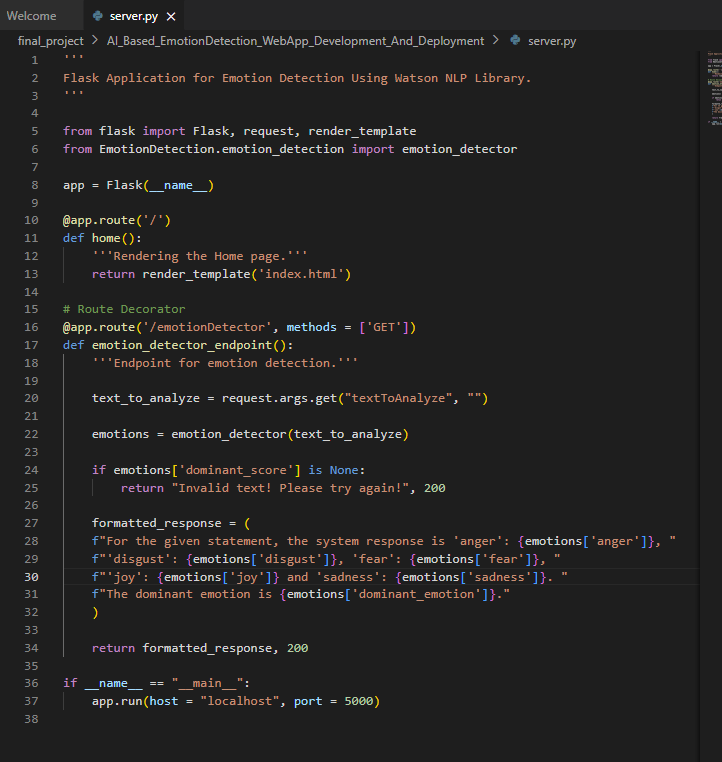 Welcome
server.py
final_project > AI_Based_EmotionDetection_WebApp_Development_And_Deployment > server.py
1 '''
2 Flask Application for Emotion Detection Using Watson NLP Library.
3 '''
4
5 from flask import Flask, request, render_template
6 from EmotionDetection.emotion_detection import emotion_detector
7
8 app = Flask(__name__)
9
10 @app.route('/')
11 def home():
12     '''Rendering the Home page.'''
13     return render_template('index.html')
14
15 # Route Decorator
16 @app.route('/emotionDetector', methods = ['GET'])
17 def emotion_detector_endpoint():
18     '''Endpoint for emotion detection.'''
19
20     text_to_analyze = request.args.get("textToAnalyze", "")
21
22     emotions = emotion_detector(text_to_analyze)
23
24     if emotions['dominant_score'] is None:
25         return "Invalid text! Please try again!", 200
26
27     formatted_response = (
28     f"For the given statement, the system response is 'anger': {emotions['anger']}, "
29     f"'disgust': {emotions['disgust']}, 'fear': {emotions['fear']}, "
30     f"'joy': {emotions['joy']} and 'sadness': {emotions['sadness']}. "
31     f"The dominant emotion is {emotions['dominant_emotion']}."
32     )
33
34     return formatted_response, 200
35
36 if __name__ == "__main__":
37     app.run(host = "localhost", port = 5000)
38